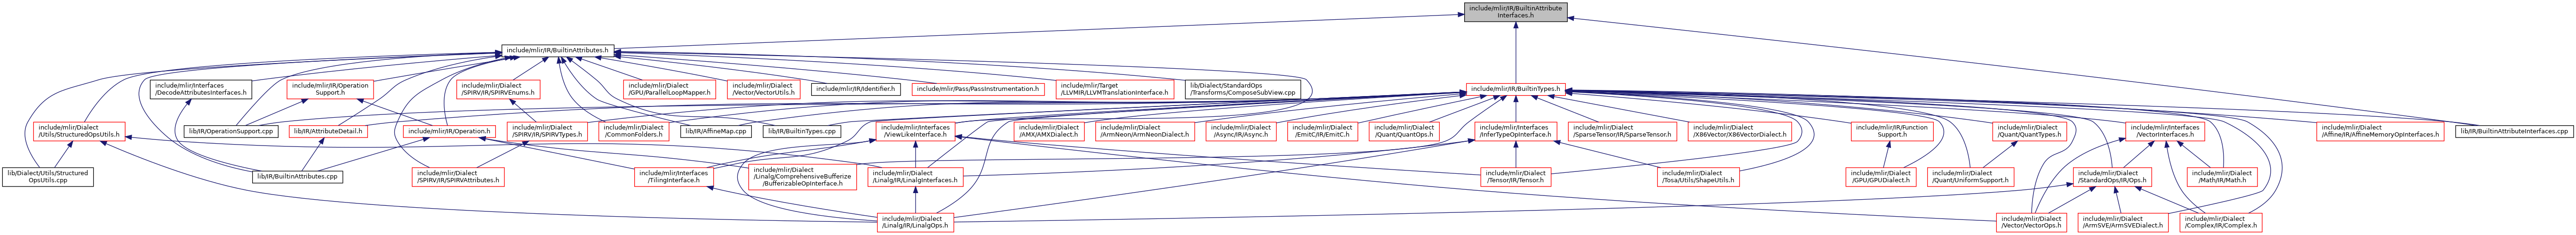 include/mlir/IR/BuiltinAttribute
Interfaces.h
include/mlir/IR/BuiltinAttributes.h
include/mlir/Interfaces
/DecodeAttributesInterfaces.h
include/mlir/IR/Operation
Support.h
include/mlir/Dialect
/SPIRV/IR/SPIRVEnums.h
include/mlir/Dialect
/GPU/ParallelLoopMapper.h
include/mlir/Dialect
/Vector/VectorUtils.h
include/mlir/IR/Identifier.h
include/mlir/Pass/PassInstrumentation.h
include/mlir/Target
/LLVMIR/LLVMTranslationInterface.h
lib/Dialect/StandardOps
/Transforms/ComposeSubView.cpp
include/mlir/IR/BuiltinTypes.h
include/mlir/Dialect
/Utils/StructuredOpsUtils.h
lib/IR/OperationSupport.cpp
lib/IR/AttributeDetail.h
include/mlir/IR/Operation.h
include/mlir/Dialect
/SPIRV/IR/SPIRVTypes.h
include/mlir/Dialect
/CommonFolders.h
lib/IR/AffineMap.cpp
lib/IR/BuiltinTypes.cpp
include/mlir/Interfaces
/ViewLikeInterface.h
include/mlir/Dialect
/AMX/AMXDialect.h
include/mlir/Dialect
/ArmNeon/ArmNeonDialect.h
include/mlir/Dialect
/Async/IR/Async.h
include/mlir/Dialect
/EmitC/IR/EmitC.h
include/mlir/Dialect
/Quant/QuantOps.h
include/mlir/Interfaces
/InferTypeOpInterface.h
include/mlir/Dialect
/SparseTensor/IR/SparseTensor.h
include/mlir/Dialect
/X86Vector/X86VectorDialect.h
include/mlir/IR/Function
Support.h
include/mlir/Dialect
/Quant/QuantTypes.h
include/mlir/Interfaces
/VectorInterfaces.h
include/mlir/Dialect
/Affine/IR/AffineMemoryOpInterfaces.h
lib/IR/BuiltinAttributeInterfaces.cpp
lib/Dialect/Utils/Structured
OpsUtils.cpp
lib/IR/BuiltinAttributes.cpp
include/mlir/Dialect
/SPIRV/IR/SPIRVAttributes.h
include/mlir/Interfaces
/TilingInterface.h
include/mlir/Dialect
/Linalg/ComprehensiveBufferize
/BufferizableOpInterface.h
include/mlir/Dialect
/Linalg/IR/LinalgInterfaces.h
include/mlir/Dialect
/Tensor/IR/Tensor.h
include/mlir/Dialect
/Tosa/Utils/ShapeUtils.h
include/mlir/Dialect
/GPU/GPUDialect.h
include/mlir/Dialect
/Quant/UniformSupport.h
include/mlir/Dialect
/StandardOps/IR/Ops.h
include/mlir/Dialect
/Math/IR/Math.h
include/mlir/Dialect
/Linalg/IR/LinalgOps.h
include/mlir/Dialect
/Vector/VectorOps.h
include/mlir/Dialect
/ArmSVE/ArmSVEDialect.h
include/mlir/Dialect
/Complex/IR/Complex.h